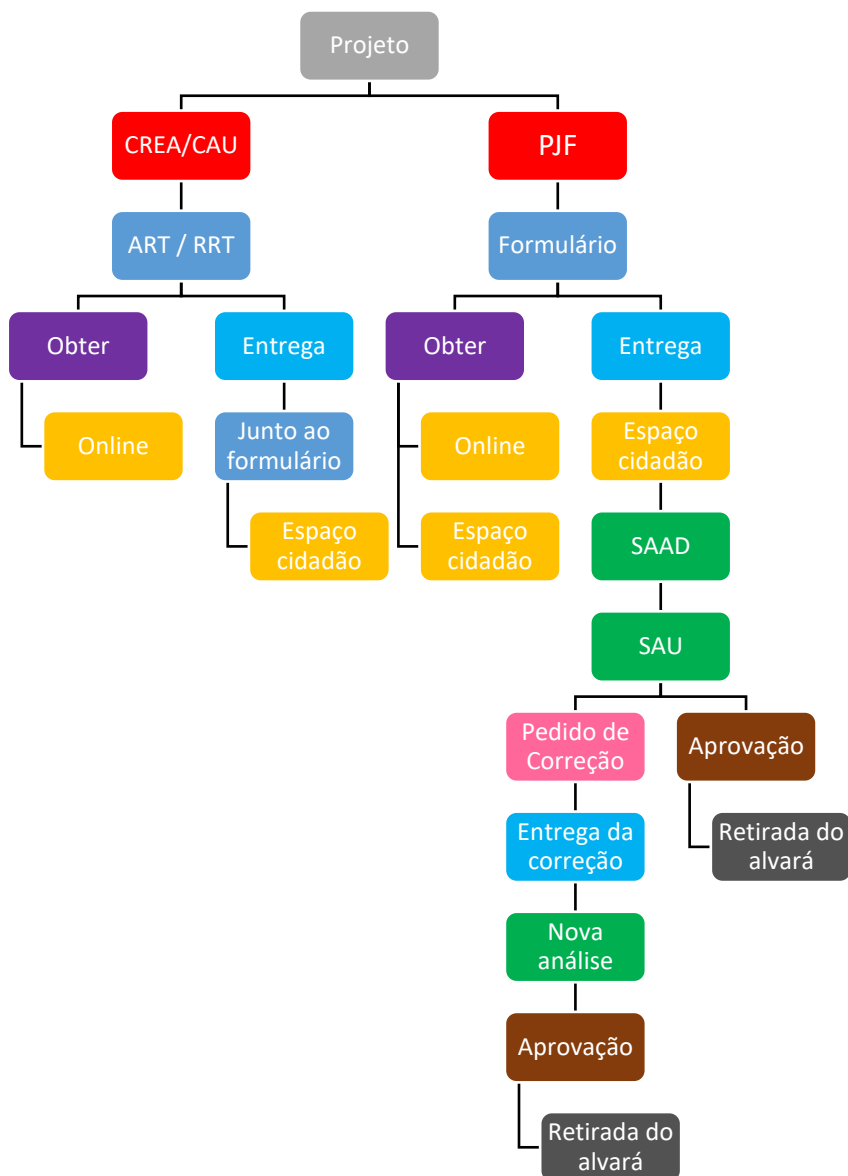 Projeto
CREA/CAU
PJF
ART / RRT
Formulário
Obter
Entrega
Obter
Entrega
Online
Junto ao
formulário
Online
Espaço
cidadão
Espaço
cidadão
Espaço
cidadão
SAAD
SAU
Pedido de
Correção
Aprovação
Entrega da
correção
Retirada do
alvará
Nova
análise
Aprovação
Retirada do
alvará